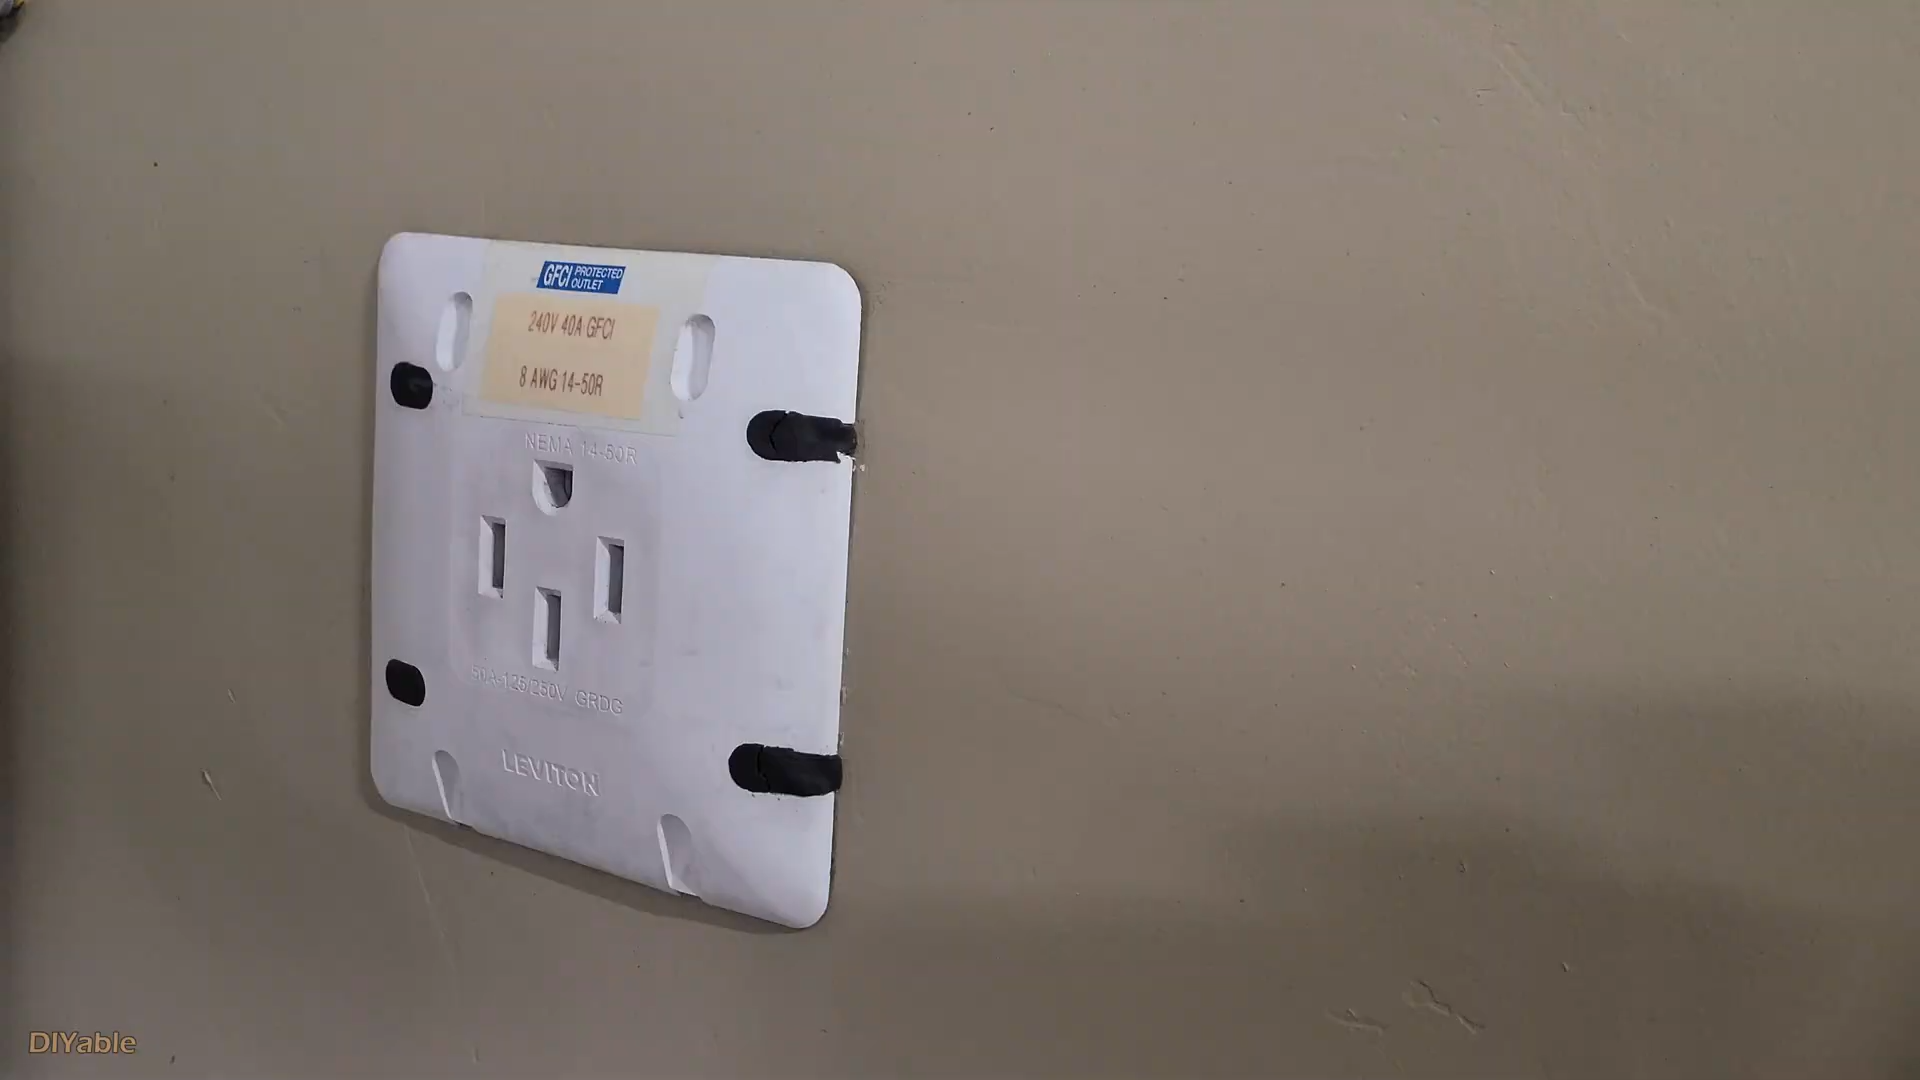 GFCI PROTECTED
OUTLET
240V 40A GFCI
8 AWG 14-50R
NEMA 14-50R
50A-125/250V GRDG
LEVITON
DIYable